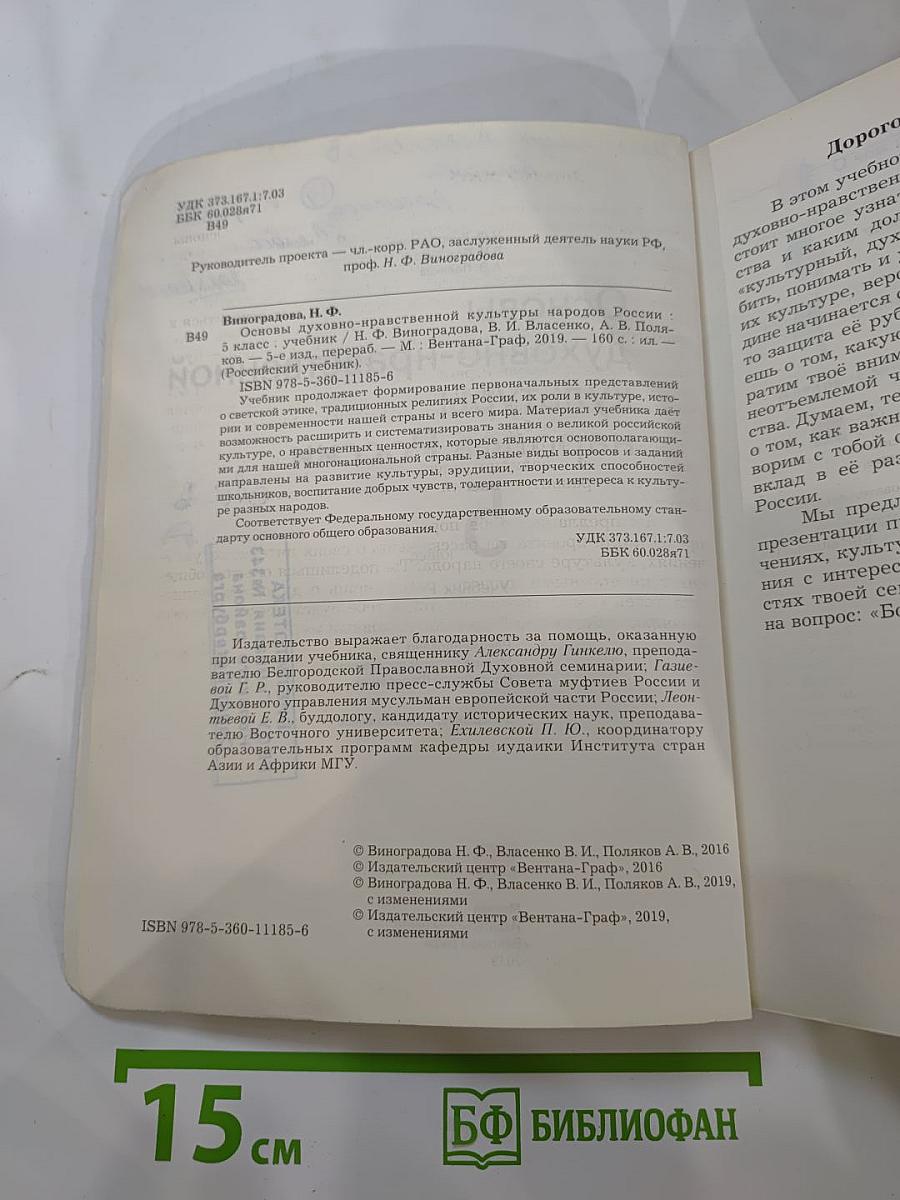 УДК 373.167.1:7.03
ББК 60.028я71
В49
Руководитель проекта — чл.-корр. РАО, заслуженный деятель науки РФ,
проф. Н. Ф. Виноградова
Виноградова, Н. Ф.
В49 Основы духовно-нравственной культуры народов России :
5 класс : учебник / Н. Ф. Виноградова, В. И. Власенко, А. В. Поля-
ков. — 5-е изд., перераб. — М. : Вентана-Граф, 2019. — 160 с. : ил. —
(Российский учебник).
ISBN 978-5-360-11185-6
Учебник продолжает формирование первоначальных представлений
о светской этике, традиционных религиях России, их роли в культуре, исто-
рии и современности нашей страны и всего мира. Материал учебника даёт
возможность расширить и систематизировать знания о великой российской
культуре, о нравственных ценностях, которые являются основополагающи-
ми для нашей многонациональной страны. Разные виды вопросов и заданий
направлены на развитие культуры, эрудиции, творческих способностей
школьников, воспитание добрых чувств, толерантности и интереса к культу-
ре разных народов.
Соответствует Федеральному государственному образовательному стан-
дарту основного общего образования.
УДК 373.167.1:7.03
ББК 60.028я71
Издательство выражает благодарность за помощь, оказанную
при создании учебника, священнику Александру Гинкелю, препода-
вателю Белгородской Православной Духовной семинарии; Газие-
вой Г. Р., руководителю пресс-службы Совета муфтиев России и
Духовного управления мусульман европейской части России; Леон-
тьевой Е. В., буддологу, кандидату исторических наук, преподава-
телю Восточного университета; Ехилевской П. Ю., координатору
образовательных программ кафедры иудаики Института стран
Азии и Африки МГУ.
© Виноградова Н. Ф., Власенко В. И., Поляков А. В., 2016
© Издательский центр «Вентана-Граф», 2016
© Виноградова Н. Ф., Власенко В. И., Поляков А. В., 2019,
с изменениями
© Издательский центр «Вентана-Граф», 2019,
с изменениями
ISBN 978-5-360-11185-6
Дорого
В этом учебно
духовно-нравствен
стоит многое узна
ства и каким дол
«культурный, дух
бить, понимать и у
их культуре, веро
дине начинается с
то защита её руб
ешь о том, какую
ратим твоё вним
неотъемлемой ч
ства. Думаем, те
о том, как важн
ворим с тобой о
вклад в её раз
России.
Мы предл
презентации п
чениях, культу
ния с интерес
стях твоей се
на вопрос: «Бо
15 см
БФ БИБЛИОФАН